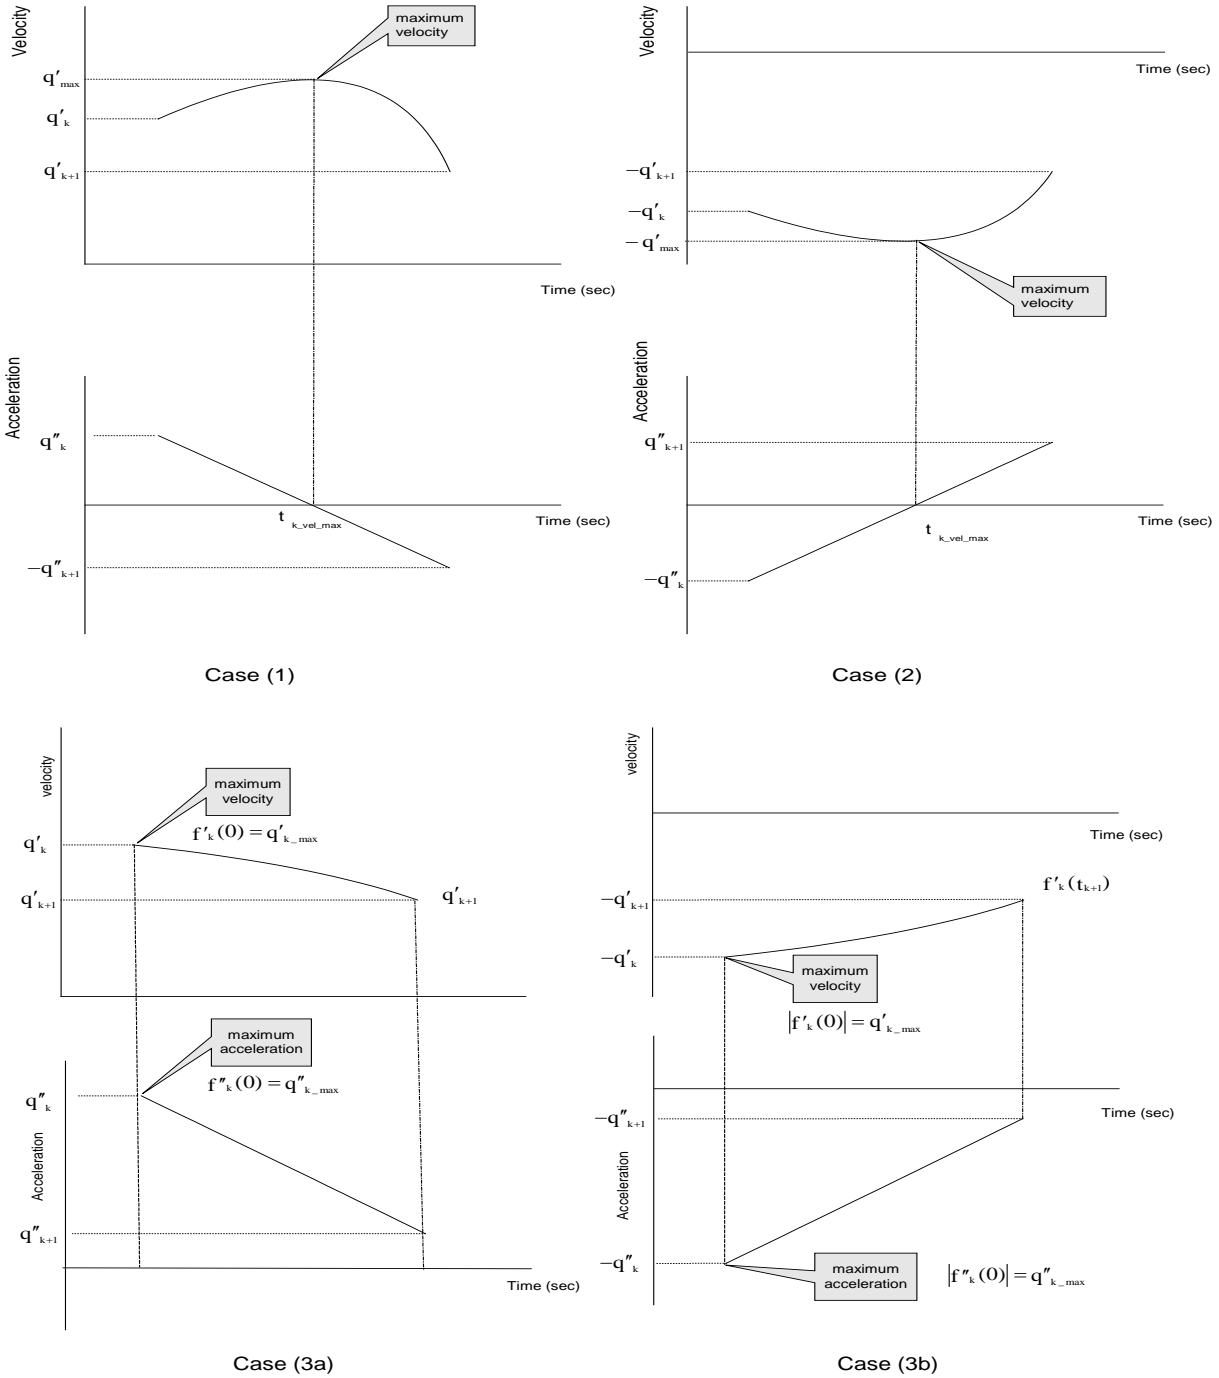 Velocity
maximum
velocity
q′max
q′k
q′k+1
Time (sec)
Acceleration
q″k
t k_vel_max
Time (sec)
−q″k+1
Case (1)
Velocity
Time (sec)
−q′k+1
−q′k
−q′max
maximum
velocity
Acceleration
q″k+1
Time (sec)
t k_vel_max
−q″k
Case (2)
velocity
maximum
velocity
f′k(0) = q′k_max
q′k
q′k+1
q′k+1
maximum
acceleration
f″k(0) = q″k_max
q″k
Acceleration
q″k+1
Time (sec)
Case (3a)
velocity
Time (sec)
f′k(tk+1)
−q′k+1
−q′k
maximum
velocity
|f′k(0)| = q′k_max
Time (sec)
−q″k+1
Acceleration
−q″k
maximum
acceleration
|f″k(0)| = q″k_max
Case (3b)